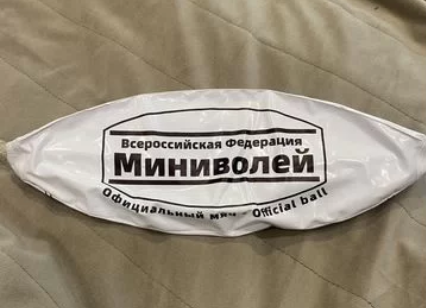 Всероссийская Федерация
Миниволей
Официальный мяч - Official ball